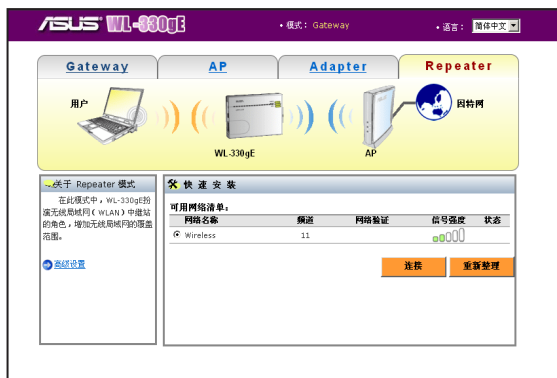 ASUS WL-330gE
• 模式: Gateway
• 语言: 简体中文
Gateway
AP
Adapter
Repeater
用户
因特网
WL-330gE
AP
关于 Repeater 模式
在此模式中，WL-330gE扮
演无线局域网（WLAN）中继站
的角色，增加无线局域网的覆盖
范围。
高级设置
快速安装
可用网络清单:
网络名称 频道 网络验证 信号强度 状态
Wireless 11
连接 重新整理